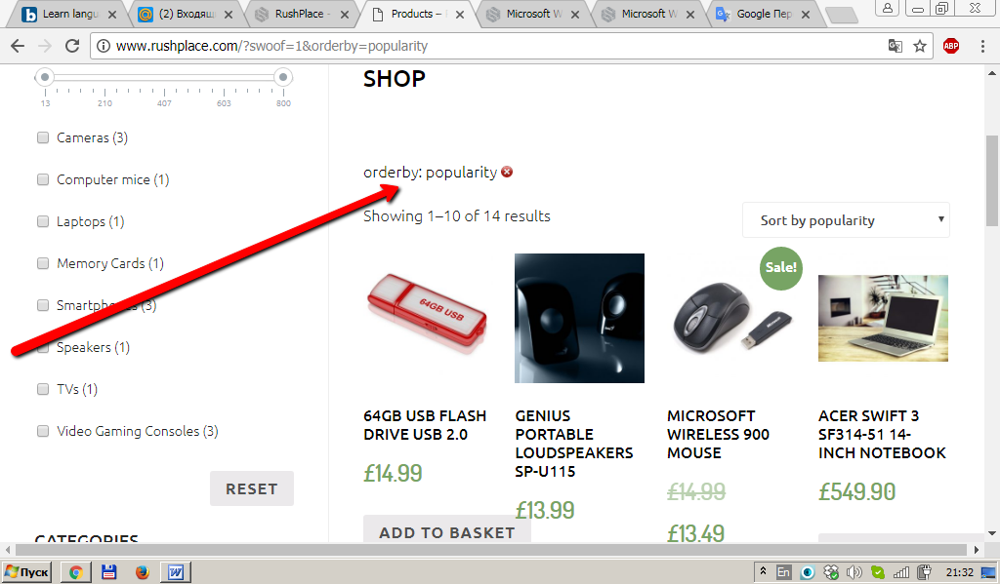 Learn langu
(2) Входящ
RushPlace -
Products –
Microsoft W
Microsoft W
Google Пер
www.rushplace.com/?swoof=1&orderby=popularity
ABP
13 210 407 603 800
Cameras (3)
Computer mice (1)
Laptops (1)
Memory Cards (1)
Smartphones (3)
Speakers (1)
TVs (1)
Video Gaming Consoles (3)
RESET
CATEGORIES
SHOP
orderby: popularity
Showing 1–10 of 14 results
Sort by popularity
64GB USB
Sale!
64GB USB FLASH
DRIVE USB 2.0
£14.99
ADD TO BASKET
GENIUS
PORTABLE
LOUDSPEAKERS
SP-U115
£13.99
MICROSOFT
WIRELESS 900
MOUSE
£14.99
£13.49
ACER SWIFT 3
SF314-51 14-
INCH NOTEBOOK
£549.90
Пуск
En
21:32